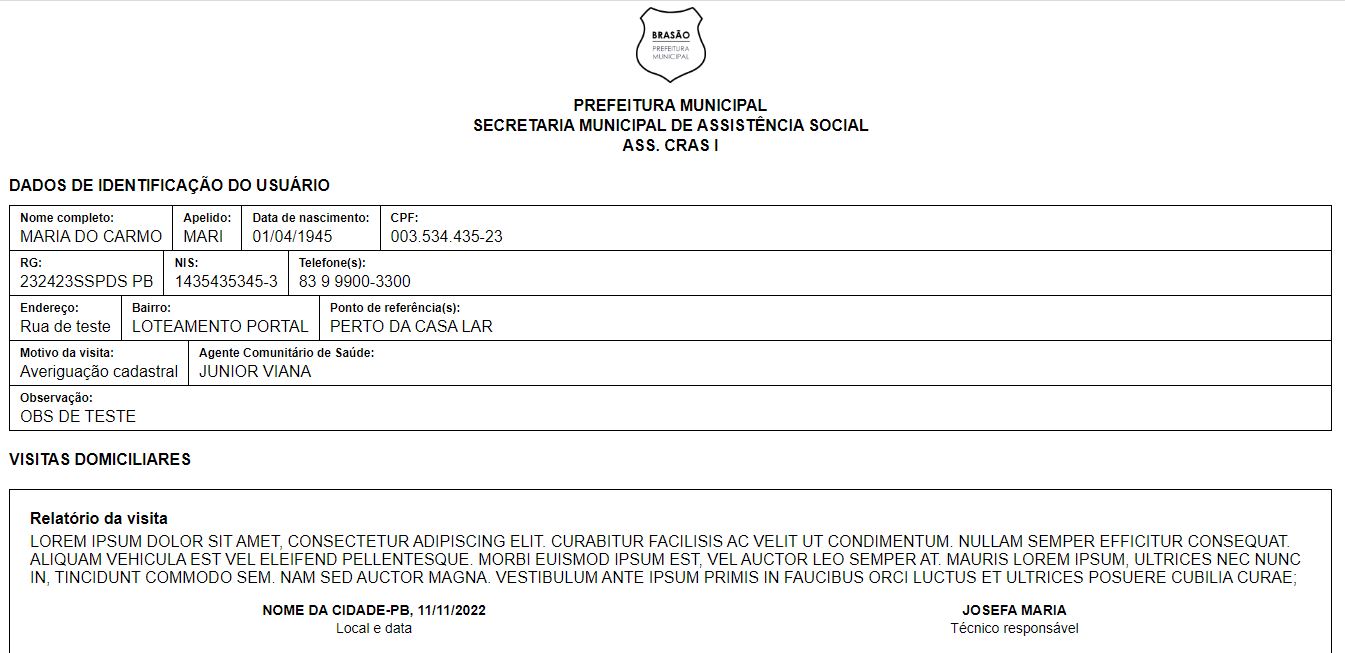 BRASÃO
PREFEITURA
MUNICIPAL
PREFEITURA MUNICIPAL
SECRETARIA MUNICIPAL DE ASSISTÊNCIA SOCIAL
ASS. CRAS I
DADOS DE IDENTIFICAÇÃO DO USUÁRIO
Nome completo: Apelido: Data de nascimento: CPF:
MARIA DO CARMO MARI 01/04/1945 003.534.435-23
RG: NIS: Telefone(s):
232423SSPDS PB 1435435345-3 83 9 9900-3300
Endereço: Bairro: Ponto de referência(s):
Rua de teste LOTEAMENTO PORTAL PERTO DA CASA LAR
Motivo da visita: Agente Comunitário de Saúde:
Averiguação cadastral JUNIOR VIANA
Observação:
OBS DE TESTE
VISITAS DOMICILIARES
Relatório da visita
LOREM IPSUM DOLOR SIT AMET, CONSECTETUR ADIPISCING ELIT. CURABITUR FACILISIS AC VELIT UT CONDIMENTUM. NULLAM SEMPER EFFICITUR CONSEQUAT.
ALIQUAM VEHICULA EST VEL ELEIFEND PELLENTESQUE. MORBI EUISMOD IPSUM EST, VEL AUCTOR LEO SEMPER AT. MAURIS LOREM IPSUM, ULTRICES NEC NUNC
IN, TINCIDUNT COMMODO SEM. NAM SED AUCTOR MAGNA. VESTIBULUM ANTE IPSUM PRIMIS IN FAUCIBUS ORCI LUCTUS ET ULTRICES POSUERE CUBILIA CURAE;
NOME DA CIDADE-PB, 11/11/2022 JOSEFA MARIA
Local e data Técnico responsável